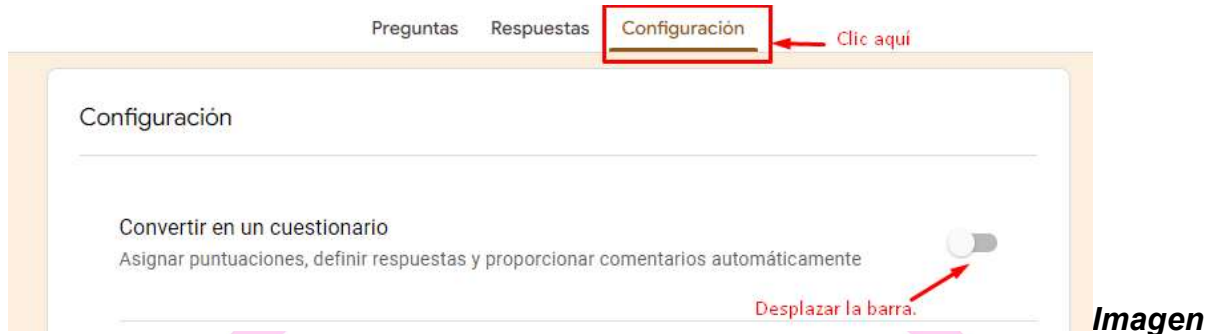 Preguntas Respuestas Configuración Clic aquí
Configuración
Convertir en un cuestionario
Asignar puntuaciones, definir respuestas y proporcionar comentarios automáticamente
Desplazar la barra.
Imagen